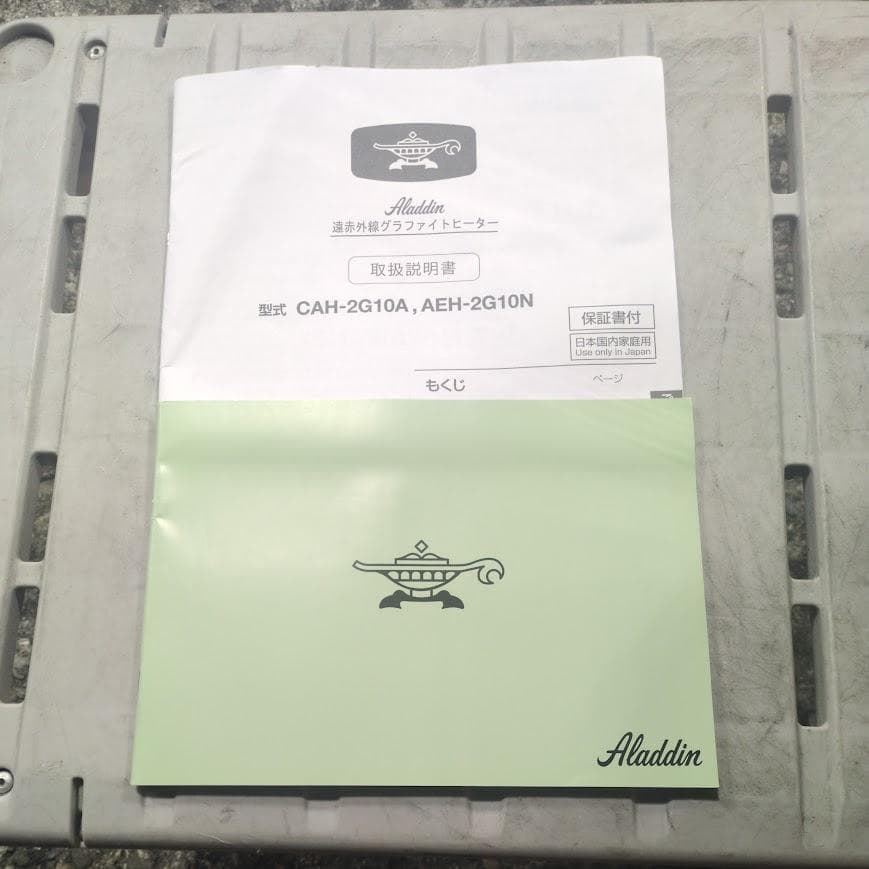 Aladdin
遠赤外線グラファイトヒーター
取扱説明書
型式 CAH-2G10A, AEH-2G10N
保証書付
日本国内家庭用
Use only in Japan
もくじ
ページ
Aladdin